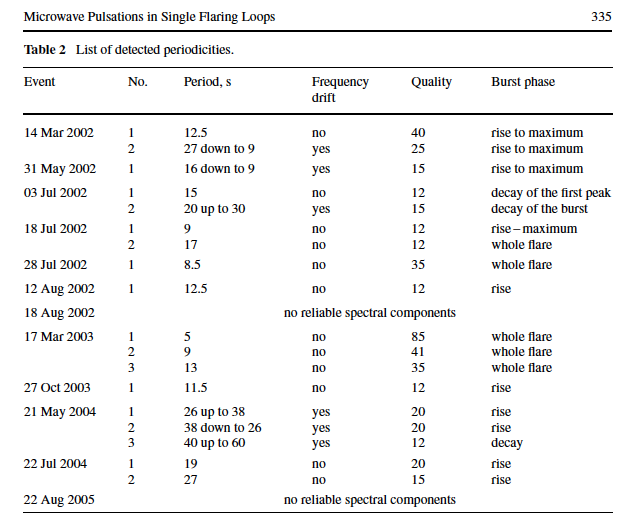 Microwave Pulsations in Single Flaring Loops 335
Table 2 List of detected periodicities.
Event No. Period, s Frequency drift Quality Burst phase
14 Mar 2002 1 12.5 no 40 rise to maximum
2 27 down to 9 yes 25 rise to maximum
31 May 2002 1 16 down to 9 yes 15 rise to maximum
03 Jul 2002 1 15 no 12 decay of the first peak
2 20 up to 30 yes 15 decay of the burst
18 Jul 2002 1 9 no 12 rise – maximum
2 17 no 12 whole flare
28 Jul 2002 1 8.5 no 35 whole flare
12 Aug 2002 1 12.5 no 12 rise
18 Aug 2002 no reliable spectral components
17 Mar 2003 1 5 no 85 whole flare
2 9 no 41 whole flare
3 13 no 35 whole flare
27 Oct 2003 1 11.5 no 12 rise
21 May 2004 1 26 up to 38 yes 20 rise
2 38 down to 26 yes 20 rise
3 40 up to 60 yes 12 decay
22 Jul 2004 1 19 no 20 rise
2 27 no 15 rise
22 Aug 2005 no reliable spectral components